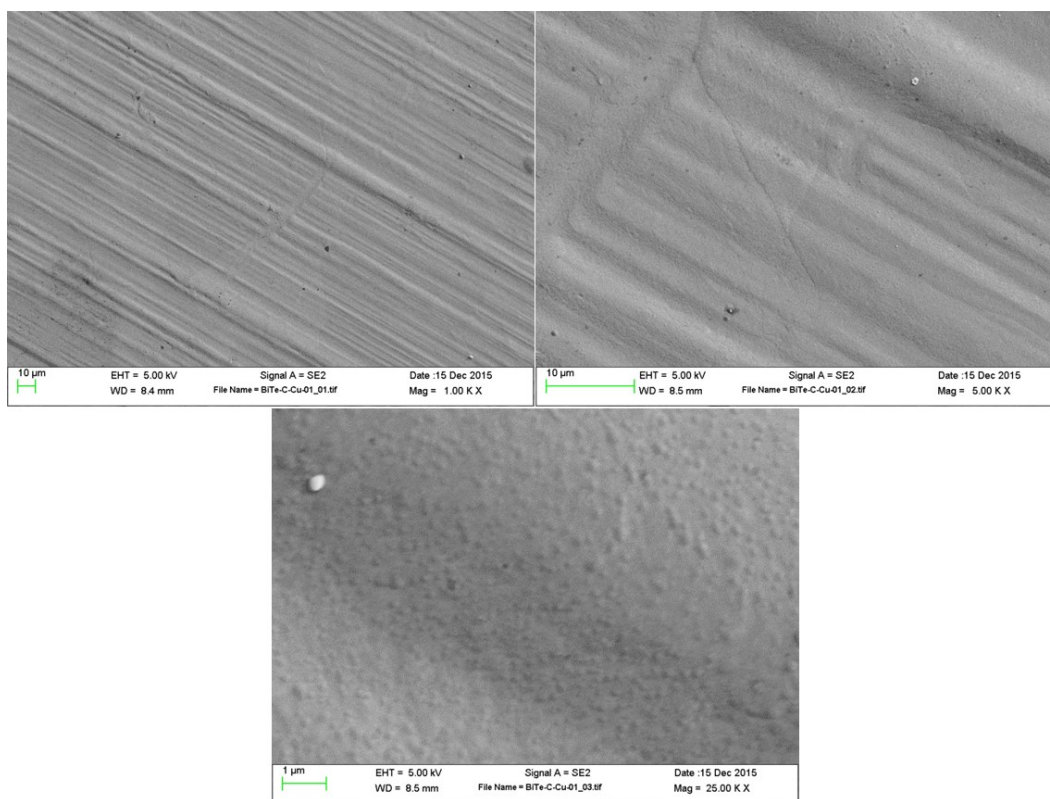 10 µm EHT = 5.00 kV Signal A = SE2 Date :15 Dec 2015
WD = 8.4 mm File Name = BiTe-C-Cu-01_01.tif Mag = 1.00 K X
10 µm EHT = 5.00 kV Signal A = SE2 Date :15 Dec 2015
WD = 8.5 mm File Name = BiTe-C-Cu-01_02.tif Mag = 5.00 K X
1 µm EHT = 5.00 kV Signal A = SE2 Date :15 Dec 2015
WD = 8.5 mm File Name = BiTe-C-Cu-01_03.tif Mag = 25.00 K X